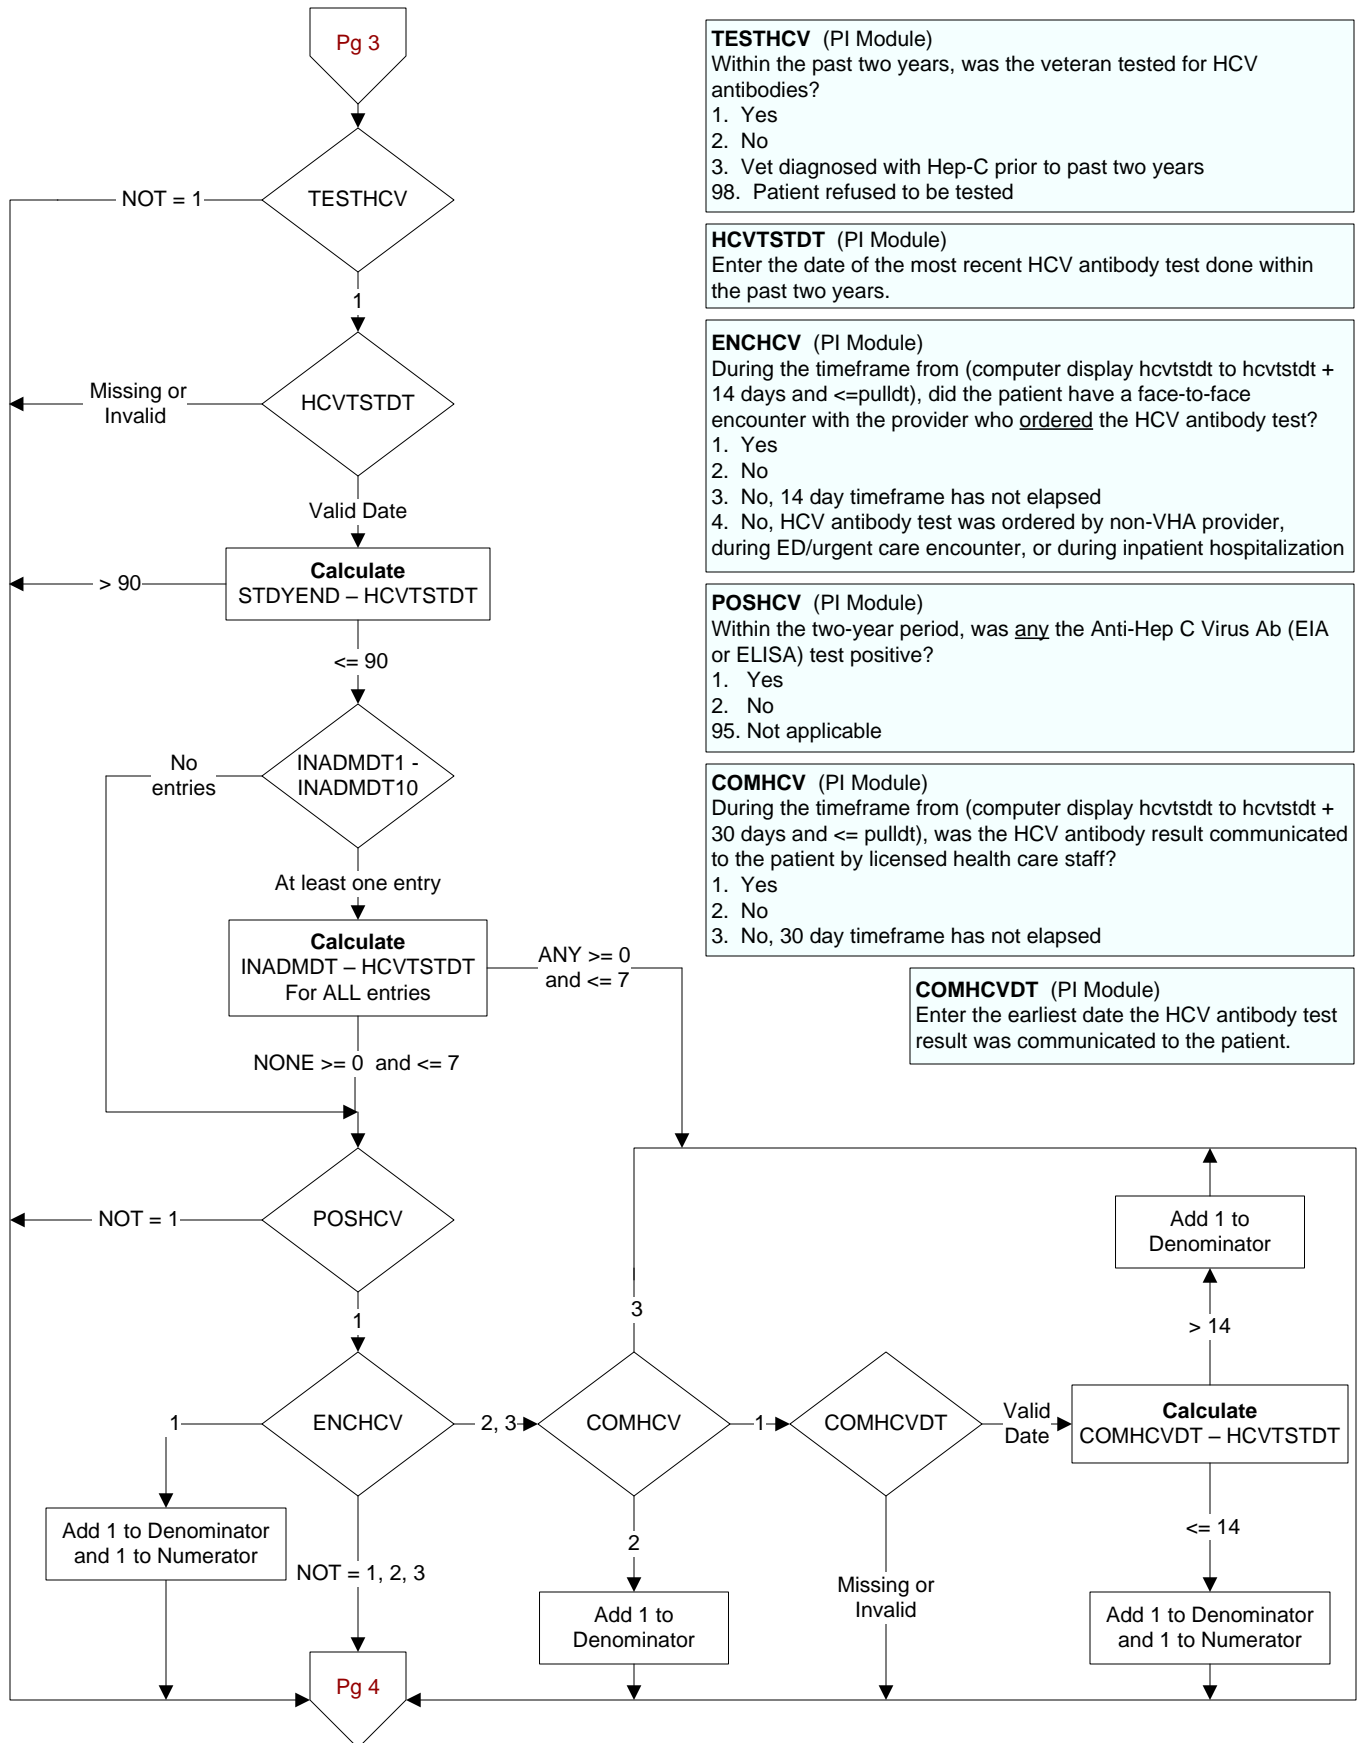 Pg 3
TESTHCV
NOT = 1
1
HCVTSTDT
Missing or
Invalid
Valid Date
Calculate
STDYEND – HCVTSTDT
> 90
<= 90
INADMDT1 -
INADMDT10
No
entries
At least one entry
Calculate
INADMDT – HCVTSTDT
For ALL entries
ANY >= 0
and <= 7
NONE >= 0 and <= 7
POSHCV
NOT = 1
1
ENCHCV
1
2, 3
NOT = 1, 2, 3
Add 1 to Denominator
and 1 to Numerator
COMHCV
3
1
2
Add 1 to
Denominator
COMHCVDT
Missing or
Invalid
Valid
Date
Calculate
COMHCVDT – HCVTSTDT
> 14
Add 1 to
Denominator
<= 14
Add 1 to Denominator
and 1 to Numerator
Pg 4
TESTHCV (PI Module)
Within the past two years, was the veteran tested for HCV
antibodies?
1. Yes
2. No
3. Vet diagnosed with Hep-C prior to past two years
98. Patient refused to be tested
HCVTSTDT (PI Module)
Enter the date of the most recent HCV antibody test done within
the past two years.
ENCHCV (PI Module)
During the timeframe from (computer display hcvtstdt to hcvtstdt +
14 days and <=pulldt), did the patient have a face-to-face
encounter with the provider who ordered the HCV antibody test?
1. Yes
2. No
3. No, 14 day timeframe has not elapsed
4. No, HCV antibody test was ordered by non-VHA provider,
during ED/urgent care encounter, or during inpatient hospitalization
POSHCV (PI Module)
Within the two-year period, was any the Anti-Hep C Virus Ab (EIA
or ELISA) test positive?
1. Yes
2. No
95. Not applicable
COMHCV (PI Module)
During the timeframe from (computer display hcvtstdt to hcvtstdt +
30 days and <= pulldt), was the HCV antibody result communicated
to the patient by licensed health care staff?
1. Yes
2. No
3. No, 30 day timeframe has not elapsed
COMHCVDT (PI Module)
Enter the earliest date the HCV antibody test
result was communicated to the patient.